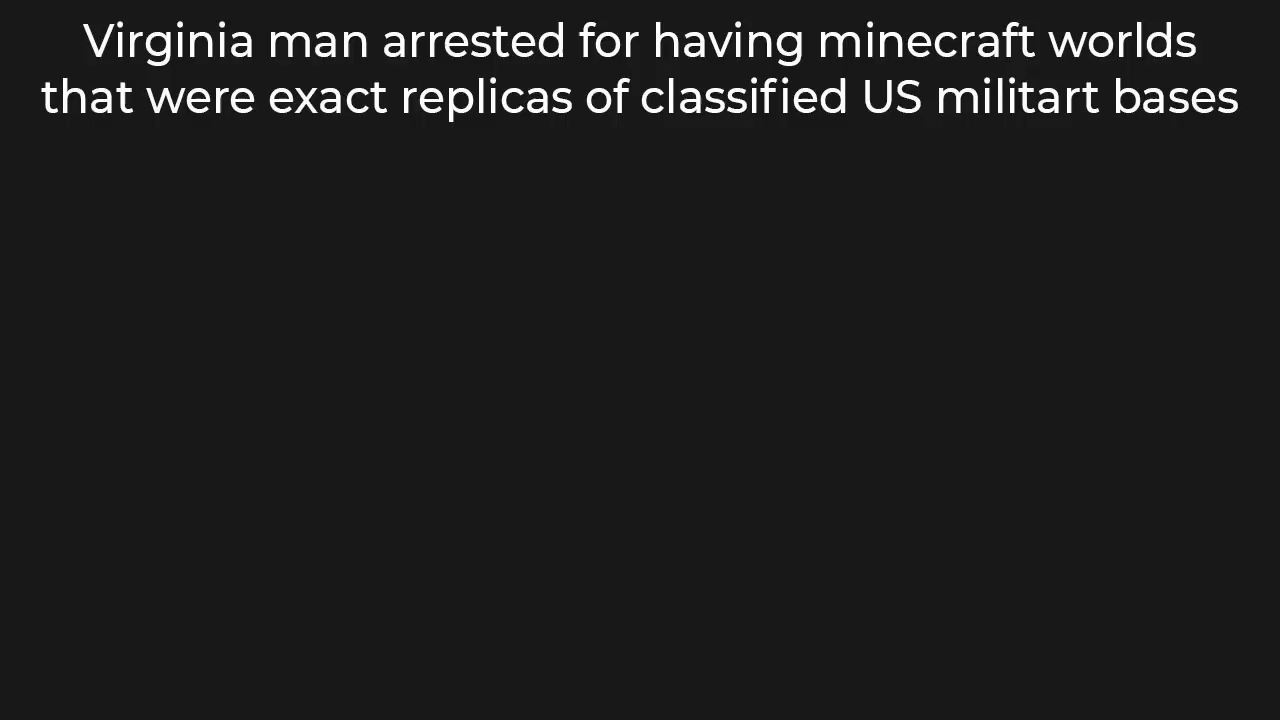 Virginia man arrested for having minecraft worlds
that were exact replicas of classified US militart bases